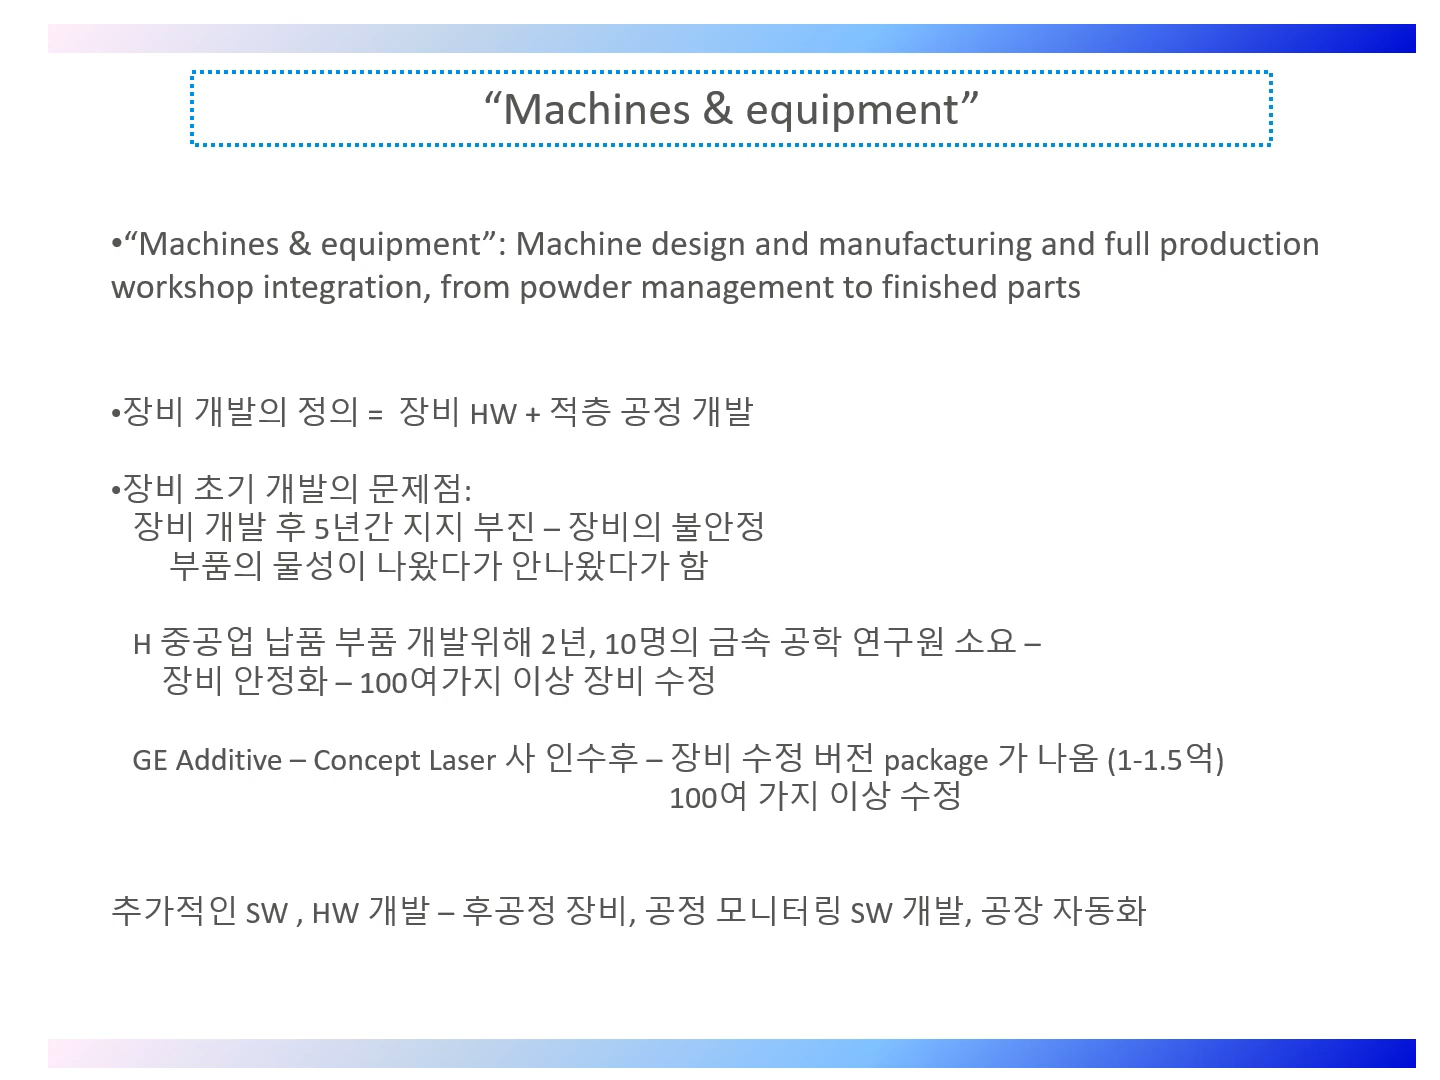 “Machines & equipment”
•“Machines & equipment”: Machine design and manufacturing and full production
workshop integration, from powder management to finished parts
•장비 개발의 정의 = 장비 HW + 적층 공정 개발
•장비 초기 개발의 문제점:
장비 개발 후 5년간 지지 부진 – 장비의 불안정
부품의 물성이 나왔다가 안나왔다가 함
H 중공업 납품 부품 개발위해 2년, 10명의 금속 공학 연구원 소요 –
장비 안정화 – 100여가지 이상 장비 수정
GE Additive – Concept Laser 사 인수후 – 장비 수정 버전 package 가 나옴 (1-1.5억)
100여 가지 이상 수정
추가적인 SW , HW 개발 – 후공정 장비, 공정 모니터링 SW 개발, 공장 자동화